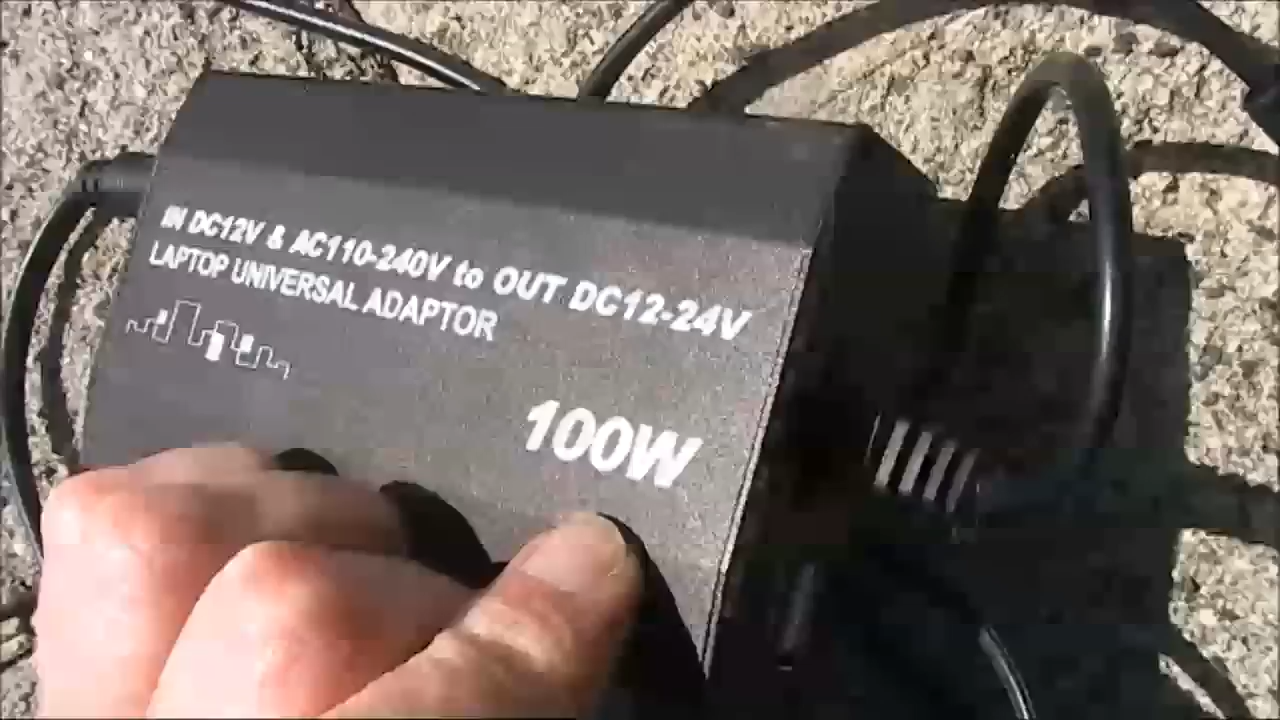 IN DC12V & AC110-240V to OUT DC12-24V
LAPTOP UNIVERSAL ADAPTOR
100W